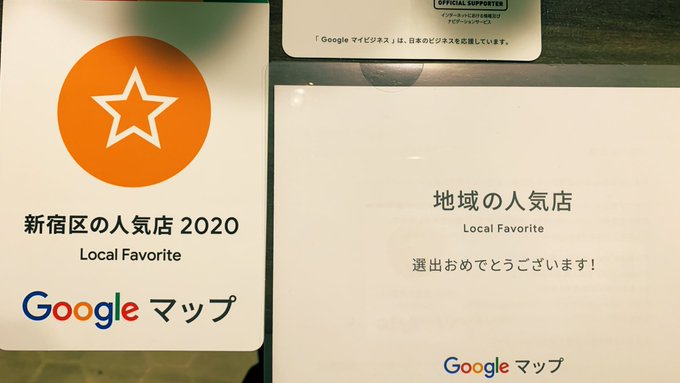 新宿区の人気店 2020
Local Favorite
Google マップ
OFFICIAL SUPPORTER
インターネットにおける検索及び
ナビゲーションサービス
「 Google マイビジネス 」は、日本のビジネスを応援しています。
地域の人気店
Local Favorite
選出おめでとうございます!
Google マップ